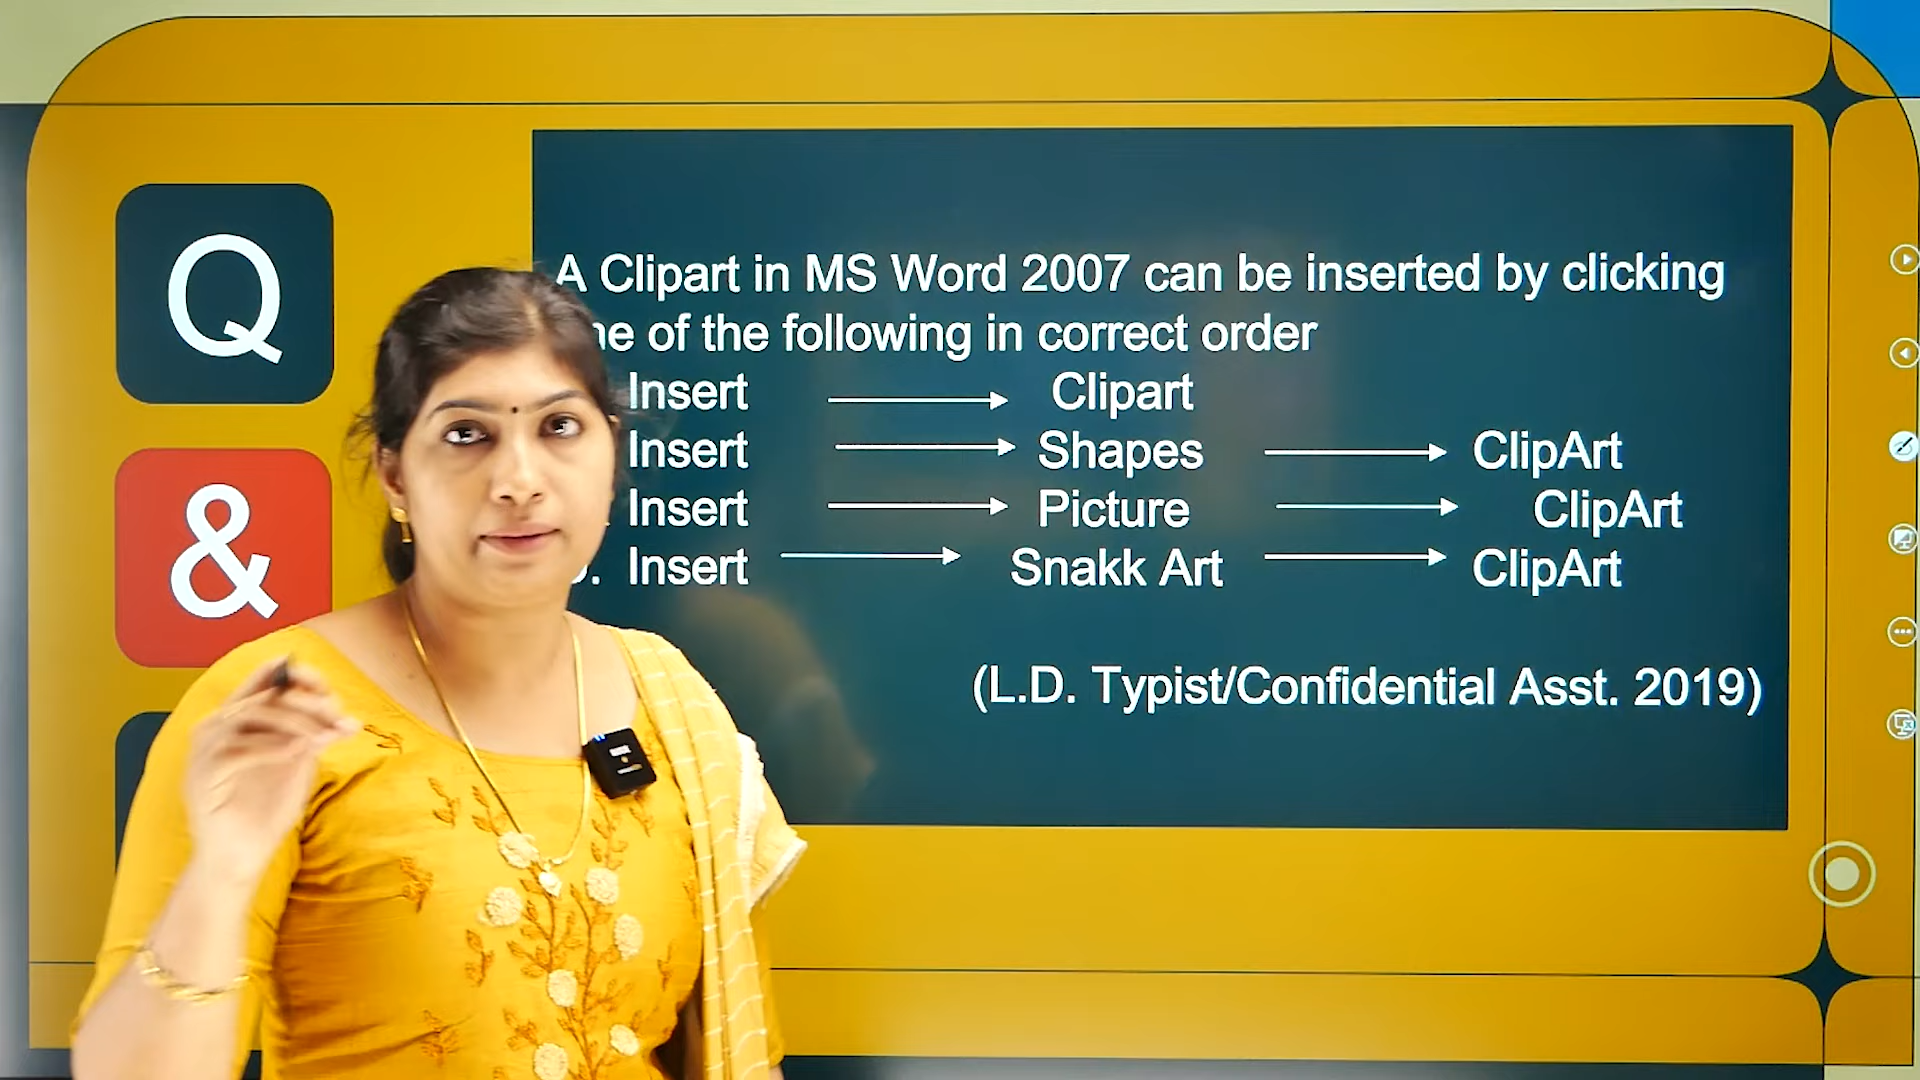 Q
&
A Clipart in MS Word 2007 can be inserted by clicking
of the following in correct order
Insert Clipart
Insert Shapes ClipArt
Insert Picture ClipArt
Insert Snakk Art ClipArt
(L.D. Typist/Confidential Asst. 2019)